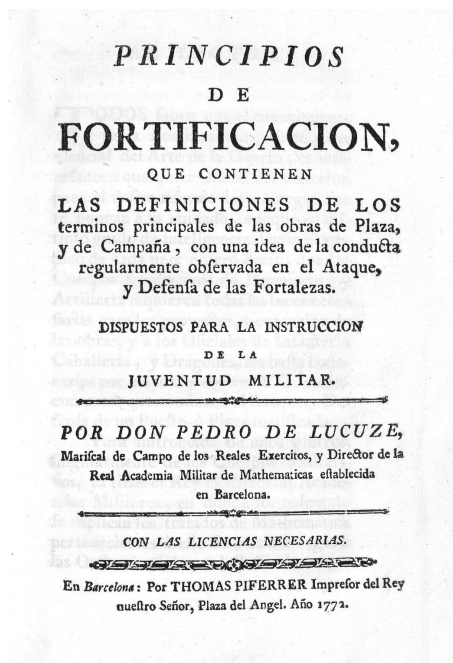 PRINCIPIOS
DE
FORTIFICACION,
QUE CONTIENEN
LAS DEFINICIONES DE LOS
terminos principales de las obras de Plaza,
y de Campaña, con una idea de la conducta
regularmente obſervada en el Ataque,
y Defenſa de las Fortalezas.
DISPUESTOS PARA LA INSTRUCCION
DE LA
JUVENTUD MILITAR.
POR DON PEDRO DE LUCUZE,
Mariſcal de Campo de los Reales Exercitos, y Director de la
Real Academia Militar de Mathematicas eſtablecida
en Barcelona.
CON LAS LICENCIAS NECESARIAS.
En Barcelona: Por THOMAS PIFERRER Impreſor del Rey
nueſtro Señor, Plaza del Angel. Año 1772.